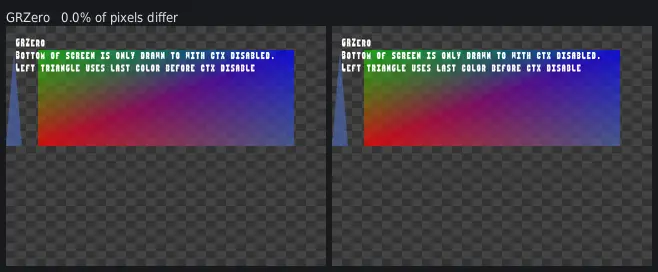 GRZero   0.0% of pixels differ
GRZero
Bottom of screen is only drawn to with CTX disabled.
Left triangle uses last color before CTX disable
GRZero
Bottom of screen is only drawn to with CTX disabled.
Left triangle uses last color before CTX disable